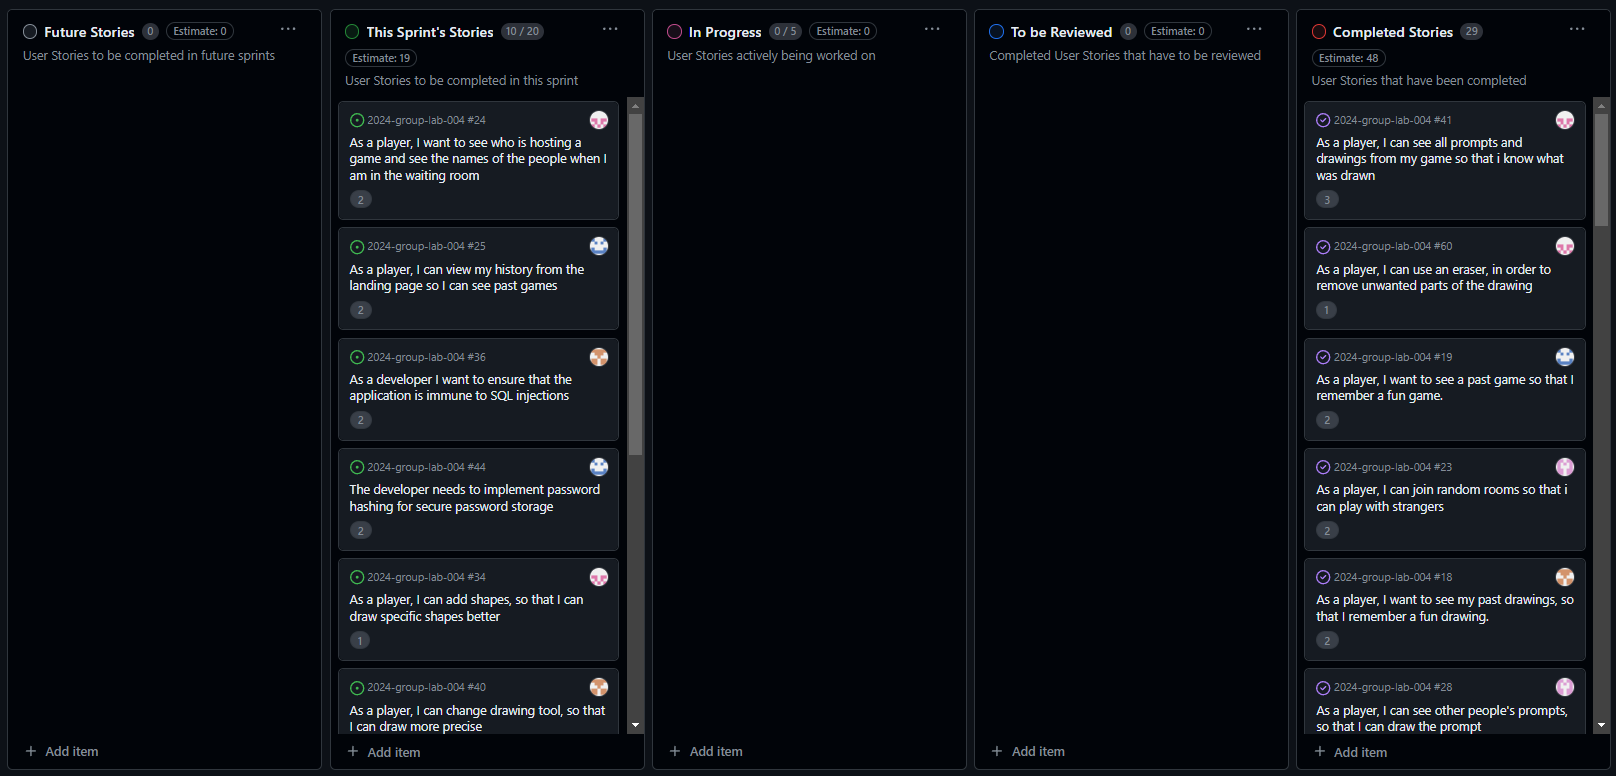 Future Stories 0 Estimate: 0
User Stories to be completed in future sprints
Add item
This Sprint's Stories 10 / 20
Estimate: 19
User Stories to be completed in this sprint
2024-group-lab-004 #24
As a player, I want to see who is hosting a
game and see the names of the people when I
am in the waiting room
2
2024-group-lab-004 #25
As a player, I can view my history from the
landing page so I can see past games
2
2024-group-lab-004 #36
As a developer I want to ensure that the
application is immune to SQL injections
2
2024-group-lab-004 #44
The developer needs to implement password
hashing for secure password storage
2
2024-group-lab-004 #34
As a player, I can add shapes, so that I can
draw specific shapes better
1
2024-group-lab-004 #40
As a player, I can change drawing tool, so that
I can draw more precise
Add item
In Progress 0 / 5 Estimate: 0
User Stories actively being worked on
Add item
To be Reviewed 0 Estimate: 0
Completed User Stories that have to be reviewed
Add item
Completed Stories 29
Estimate: 48
User Stories that have been completed
2024-group-lab-004 #41
As a player, I can see all prompts and
drawings from my game so that i know what
was drawn
3
2024-group-lab-004 #60
As a player, I can use an eraser, in order to
remove unwanted parts of the drawing
1
2024-group-lab-004 #19
As a player, I want to see a past game so that I
remember a fun game.
2
2024-group-lab-004 #23
As a player, I can join random rooms so that i
can play with strangers
2
2024-group-lab-004 #18
As a player, I want to see my past drawings, so
that I remember a fun drawing.
2
2024-group-lab-004 #28
As a player, I can see other people's prompts,
so that I can draw the prompt
Add item